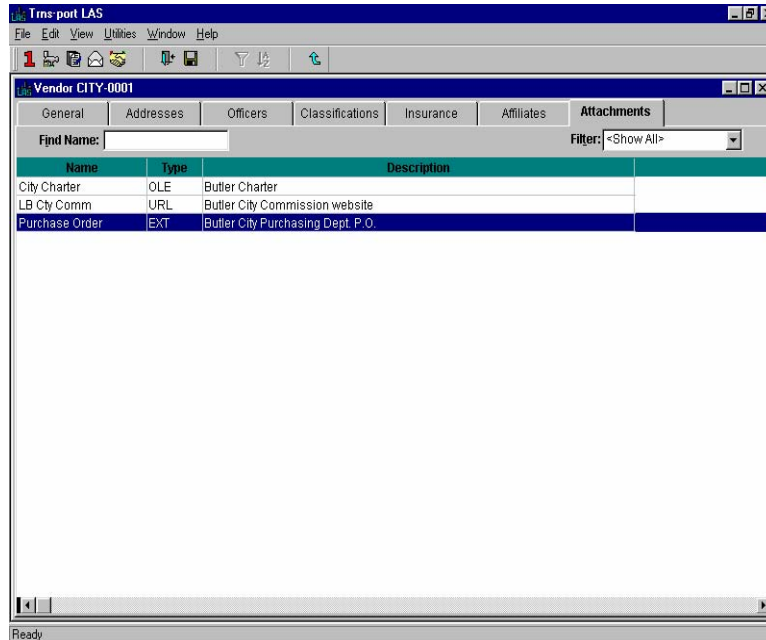 Trns·port LAS
File Edit View Utilities Window Help
1
Vendor CITY-0001
General Addresses Officers Classifications Insurance Affiliates Attachments
Find Name: Filter: <Show All>
Name Type Description
City Charter OLE Butler Charter
LB Cty Comm URL Butler City Commission website
Purchase Order EXT Butler City Purchasing Dept. P.O.
Ready